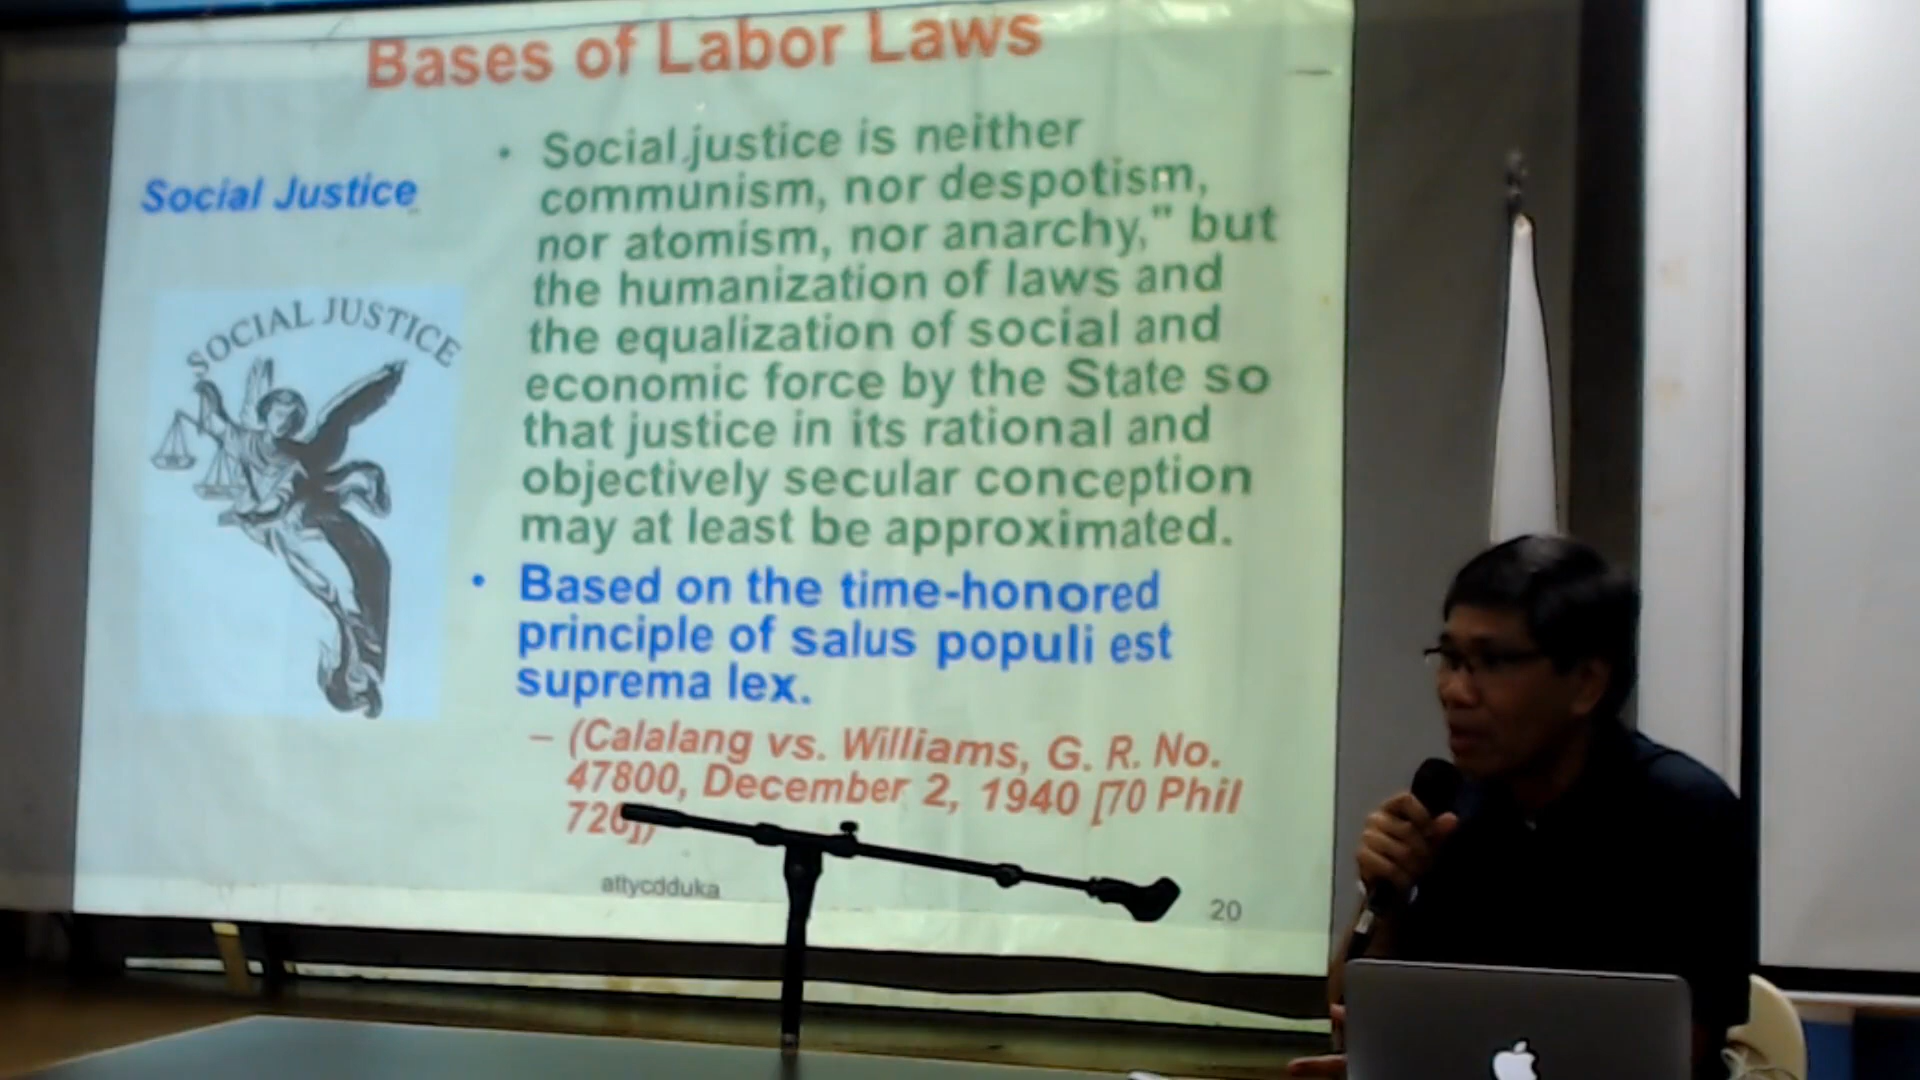 Bases of Labor Laws
Social Justice
SOCIAL JUSTICE
• Social justice is neither
communism, nor despotism,
nor atomism, nor anarchy," but
the humanization of laws and
the equalization of social and
economic force by the State so
that justice in its rational and
objectively secular conception
may at least be approximated.
• Based on the time-honored
principle of salus populi est
suprema lex.
– (Calalang vs. Williams, G. R. No.
47800, December 2, 1940 [70 Phil
726])
attycdduka
20